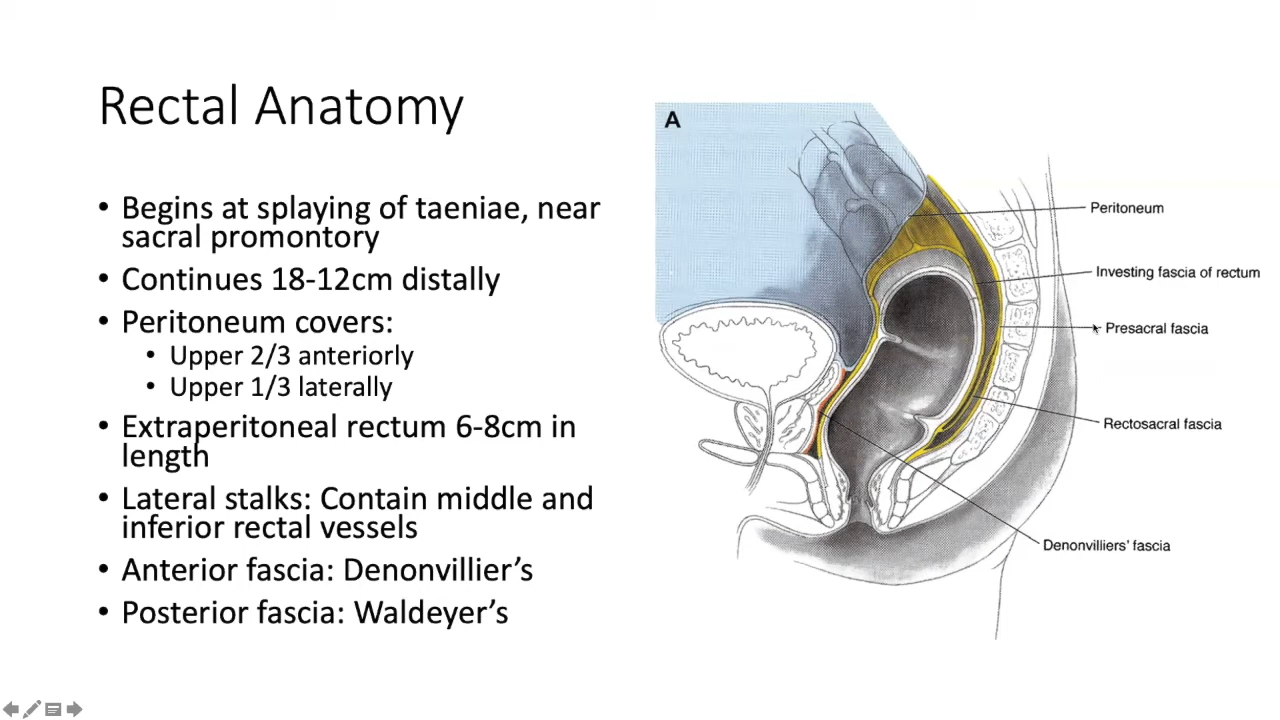 Rectal Anatomy
• Begins at splaying of taeniae, near
sacral promontory
• Continues 18-12cm distally
• Peritoneum covers:
• Upper 2/3 anteriorly
• Upper 1/3 laterally
• Extraperitoneal rectum 6-8cm in
length
• Lateral stalks: Contain middle and
inferior rectal vessels
• Anterior fascia: Denonvillier’s
• Posterior fascia: Waldeyer’s
A
Peritoneum
Investing fascia of rectum
Presacral fascia
Rectosacral fascia
Denonvilliers' fascia